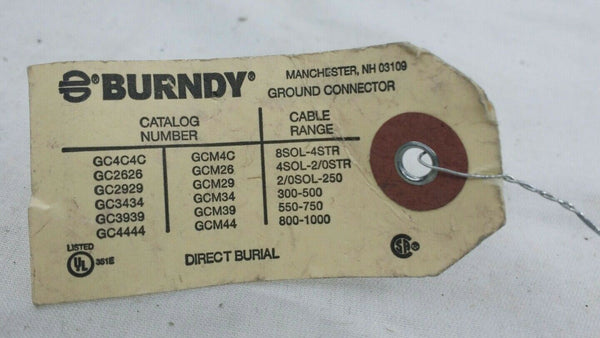 BURNDY®
MANCHESTER, NH 03109
GROUND CONNECTOR
CATALOG NUMBER CABLE RANGE
GC4C4C GCM4C 8SOL-4STR
GC2626 GCM26 4SOL-2/0STR
GC2929 GCM29 2/0SOL-250
GC3434 GCM34 300-500
GC3939 GCM39 550-750
GC4444 GCM44 800-1000
LISTED
UL 351E
DIRECT BURIAL
SA